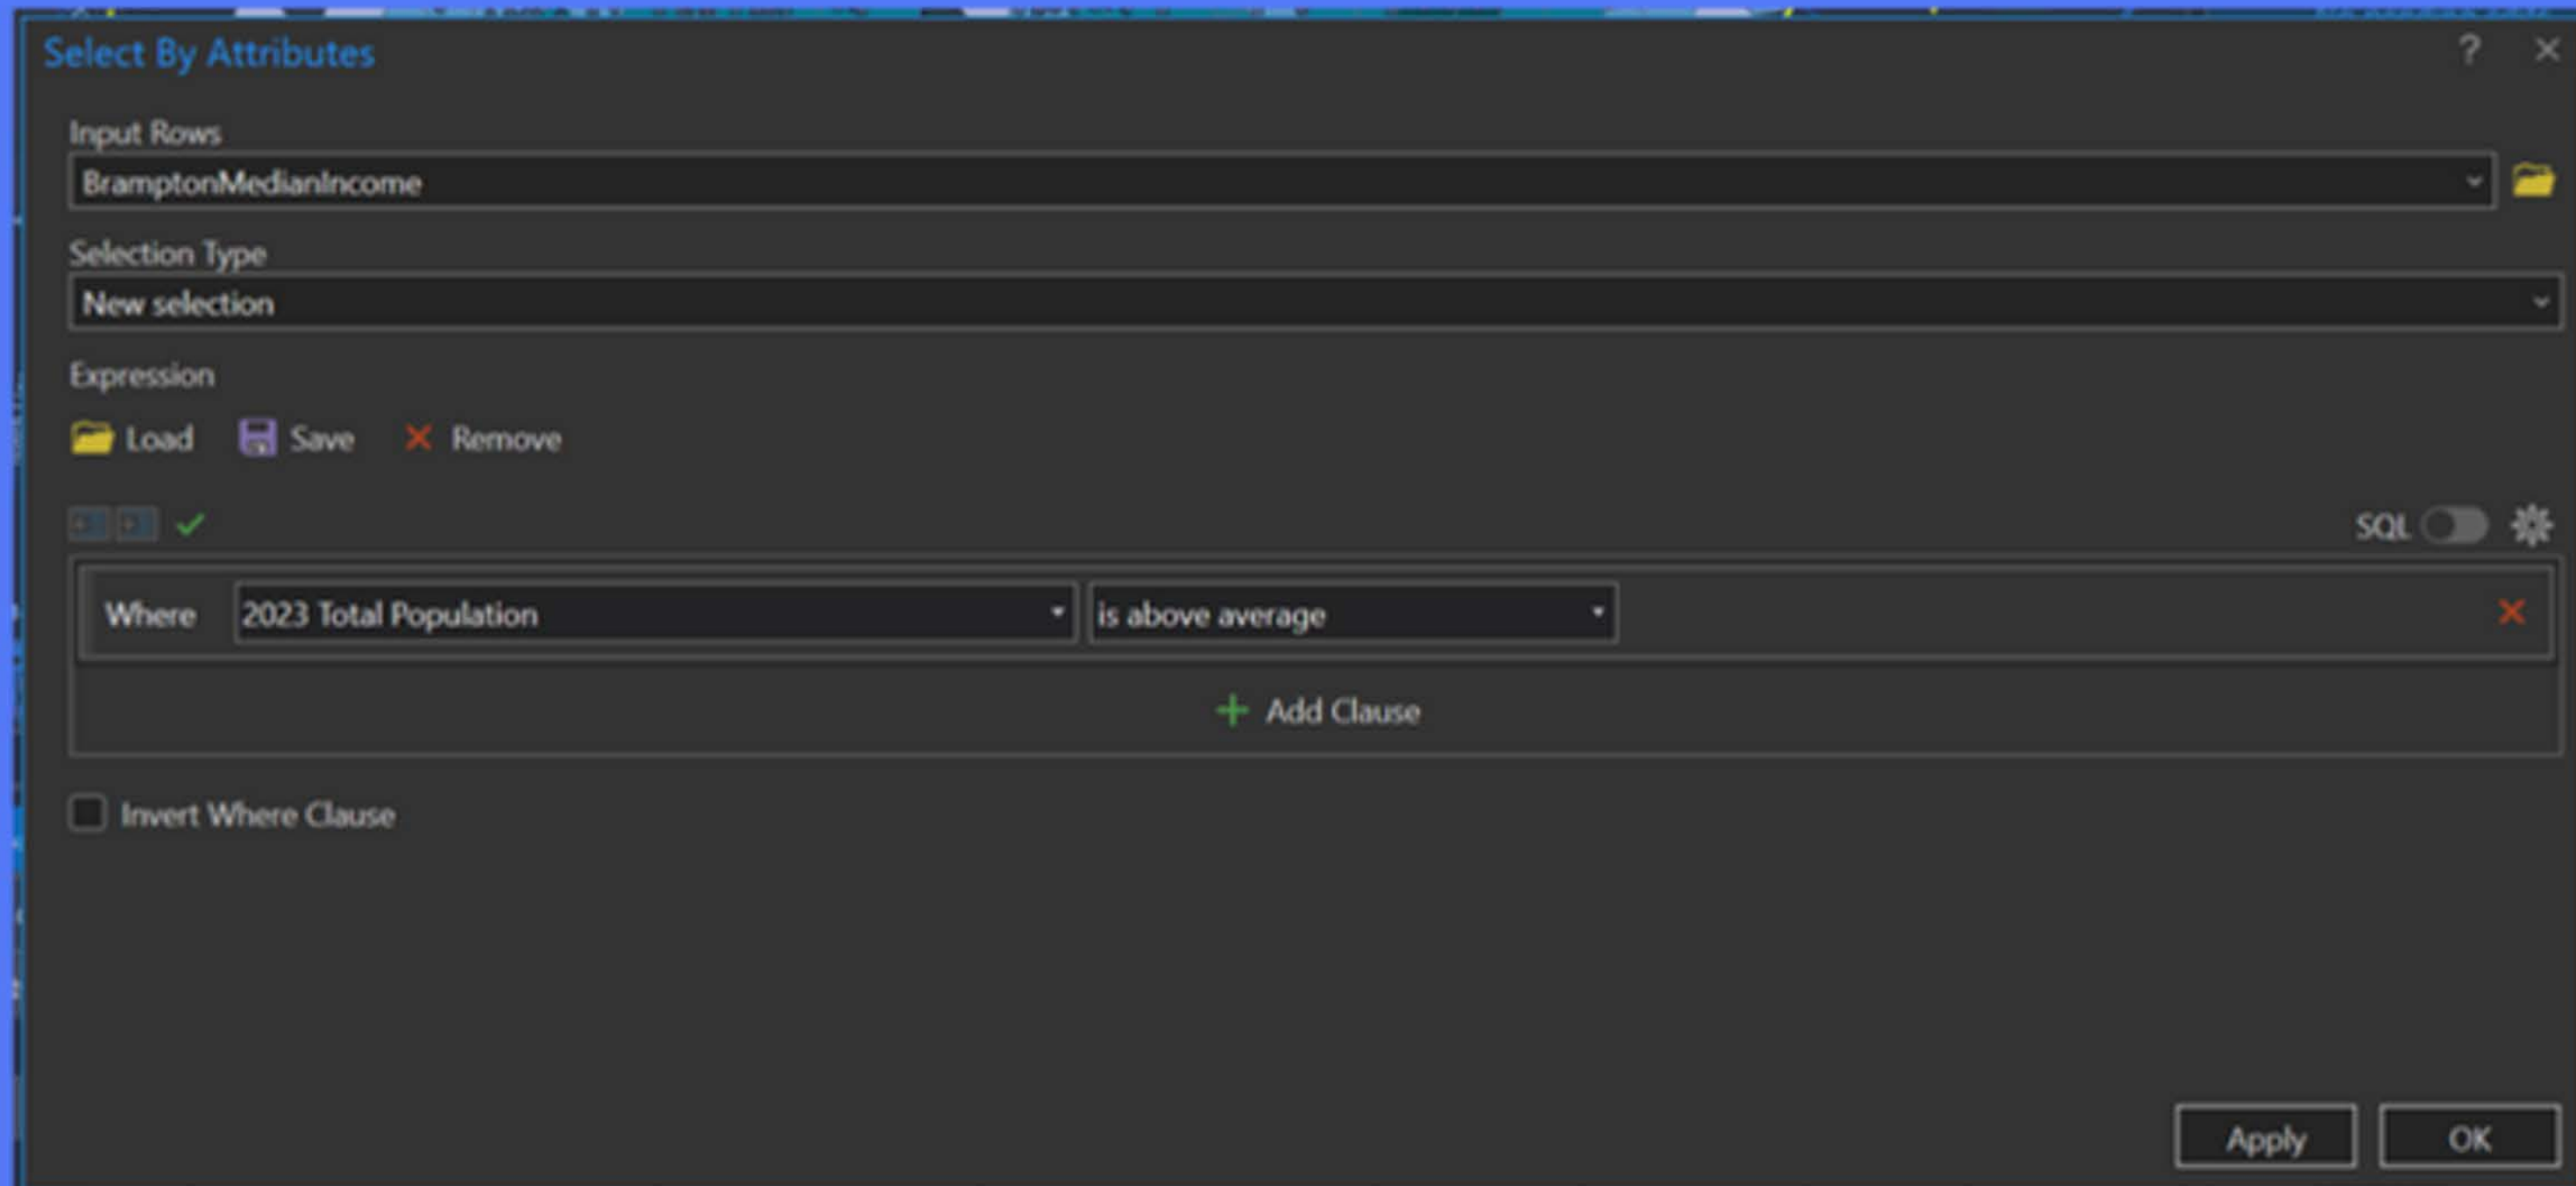 Select By Attributes ? ×
Input Rows
BramptonMedianIncome
Selection Type
New selection
Expression
Load Save Remove
SQL
Where 2023 Total Population is above average
Add Clause
Invert Where Clause
Apply OK